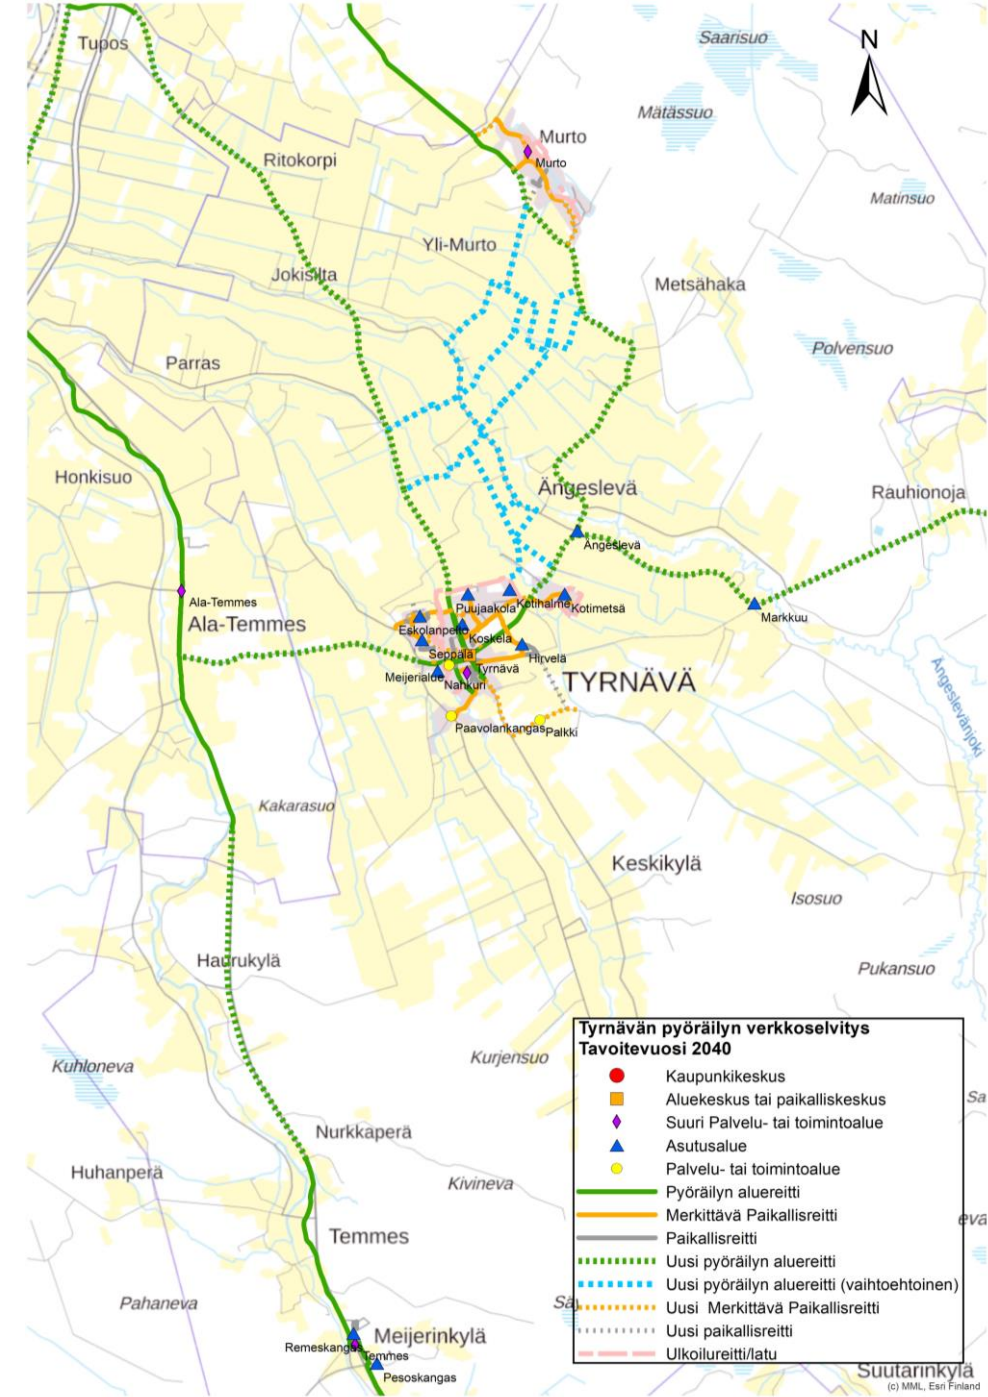 Tupos
Saarisuo
N
Mätässuo
Murto
Murto
Ritokorpi
Matinsuo
Yli-Murto
Jokisilta
Metsähaka
Polvensuo
Parras
Honkisuo
Ängeslevä
Rauhionoja
Ängeslevä
Ala-Temmes
Ala-Temmes
Puujaakola
Kotihalme
Kotimetsä
Markkuu
Eskolanpelto
Koskela
Seppälä
Hirvelä
Meijerialue
Tyrnävä
Nahkuri
TYRNÄVÄ
Ängeslevänjoki
Paavolankangas
Palkki
Kakarasuo
Keskikylä
Isosuo
Haurukylä
Pukansuo
Kurjensuo
Kuhloneva
Nurkkaperä
Huhanperä
Kivineva
Temmes
Pahaneva
Meijerinkylä
Remeskangas
Temmes
Pesoskangas
Tyrnävän pyöräilyn verkkoselvitys
Tavoitevuosi 2040
Kaupunkikeskus
Aluekeskus tai paikalliskeskus
Suuri Palvelu- tai toimintoalue
Asutusalue
Palvelu- tai toimintoalue
Pyöräilyn aluereitti
Merkittävä Paikallisreitti
Paikallisreitti
Uusi pyöräilyn aluereitti
Uusi pyöräilyn aluereitti (vaihtoehtoinen)
Uusi Merkittävä Paikallisreitti
Uusi paikallisreitti
Ulkoilureitti/latu
Sa
eva
Suutarinkylä
(c) MML, Esri Finland